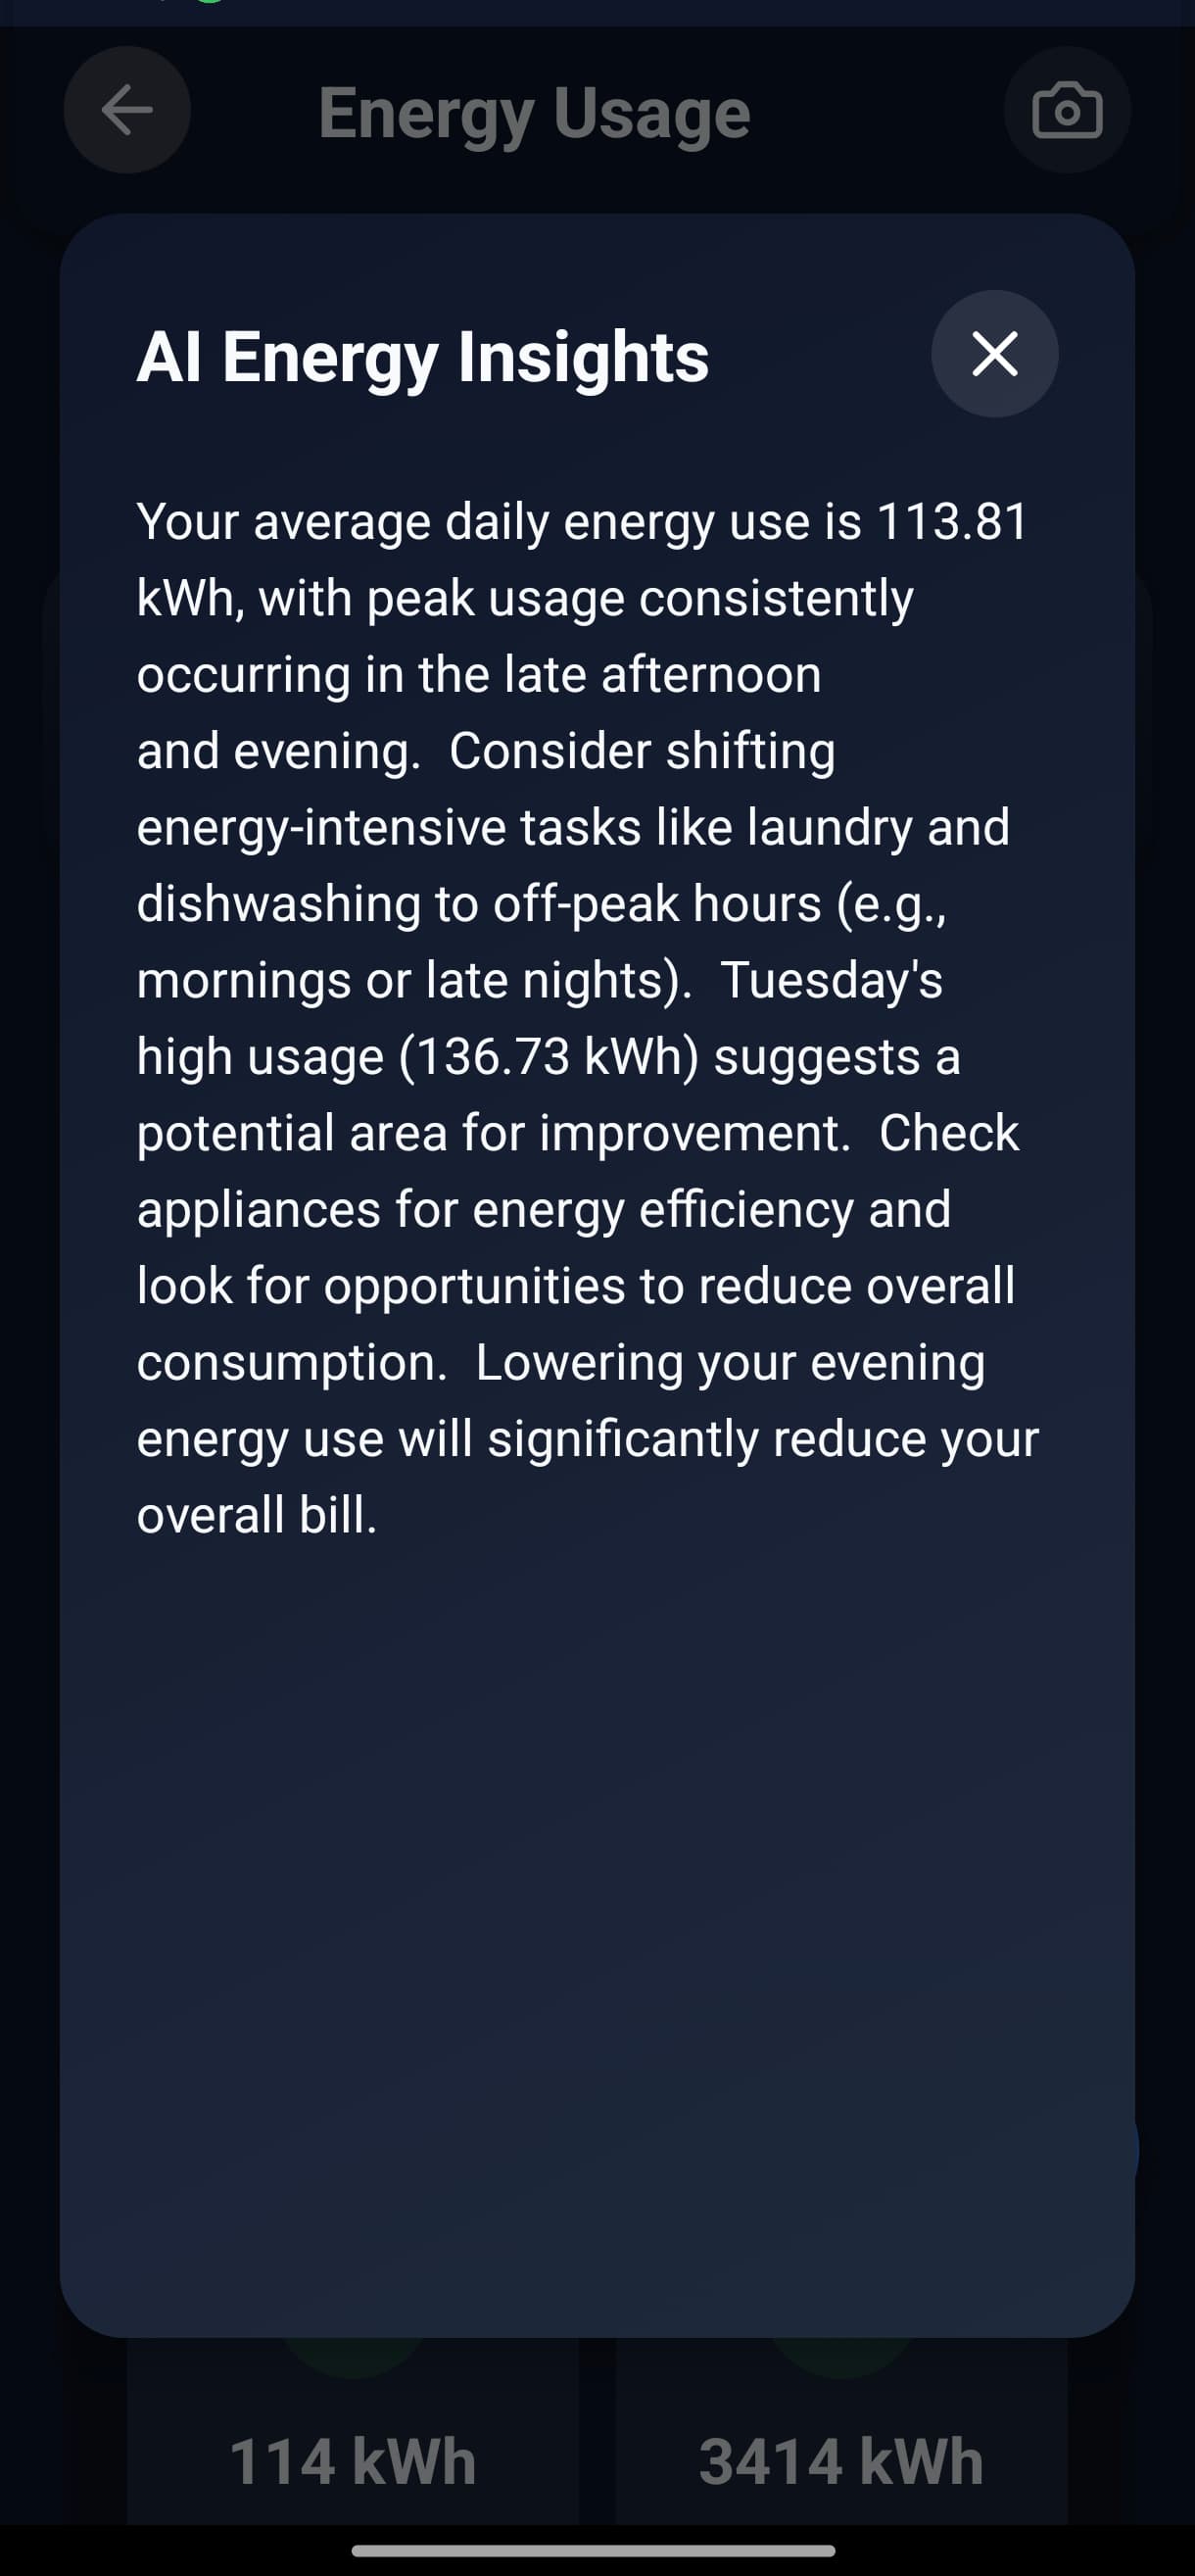 Energy Usage
AI Energy Insights
Your average daily energy use is 113.81
kWh, with peak usage consistently
occurring in the late afternoon
and evening.  Consider shifting
energy-intensive tasks like laundry and
dishwashing to off-peak hours (e.g.,
mornings or late nights).  Tuesday's
high usage (136.73 kWh) suggests a
potential area for improvement.  Check
appliances for energy efficiency and
look for opportunities to reduce overall
consumption.  Lowering your evening
energy use will significantly reduce your
overall bill.
114 kWh
3414 kWh